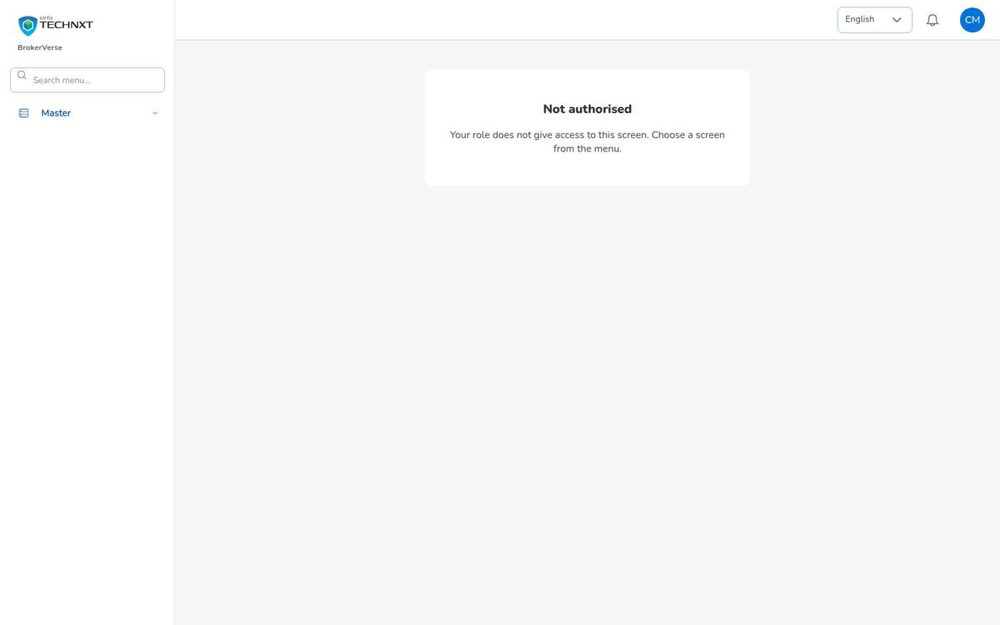 iorta
TECHNXT
BrokerVerse
Search menu...
Master
English
CM
Not authorised
Your role does not give access to this screen. Choose a screen
from the menu.